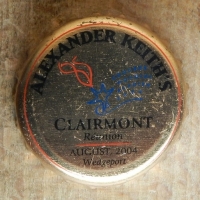 ALEXANDER KEITH'S
CLAIRMONT
Reunion
AUGUST, 2004
Wedgeport